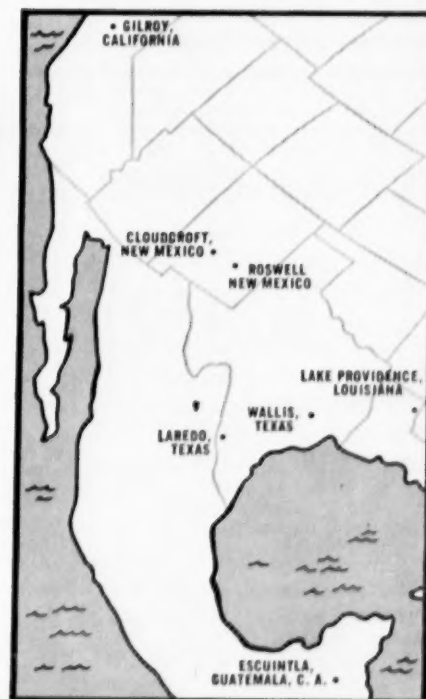 GILROY,
CALIFORNIA
CLOUDCROFT,
NEW MEXICO
ROSWELL
NEW MEXICO
LAKE PROVIDENCE,
LOUISIANA
WALLIS,
TEXAS
LAREDO,
TEXAS
ESCUINTLA,
GUATEMALA, C. A.